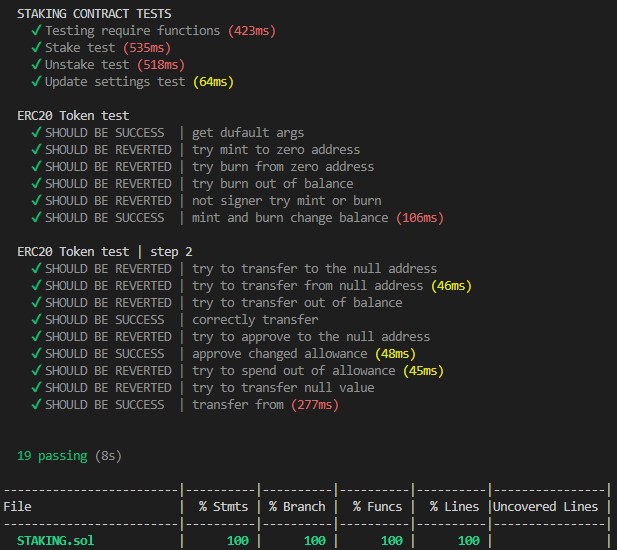 STAKING CONTRACT TESTS
✓ Testing require functions (423ms)
✓ Stake test (535ms)
✓ Unstake test (518ms)
✓ Update settings test (64ms)
ERC20 Token test
✓ SHOULD BE SUCCESS | get dufault args
✓ SHOULD BE REVERTED | try mint to zero address
✓ SHOULD BE REVERTED | try burn from zero address
✓ SHOULD BE REVERTED | try burn out of balance
✓ SHOULD BE REVERTED | not signer try mint or burn
✓ SHOULD BE SUCCESS | mint and burn change balance (106ms)
ERC20 Token test | step 2
✓ SHOULD BE REVERTED | try to transfer to the null address
✓ SHOULD BE REVERTED | try to transfer from null address (46ms)
✓ SHOULD BE REVERTED | try to transfer out of balance
✓ SHOULD BE SUCCESS | correctly transfer
✓ SHOULD BE REVERTED | try to approve to the null address
✓ SHOULD BE SUCCESS | approve changed allowance (48ms)
✓ SHOULD BE REVERTED | try to spend out of allowance (45ms)
✓ SHOULD BE REVERTED | try to transfer null value
✓ SHOULD BE SUCCESS | transfer from (277ms)
19 passing (8s)
-------------------------|----------|----------|----------|----------|----------------|
File | % Stmts | % Branch | % Funcs | % Lines |Uncovered Lines |
-------------------------|----------|----------|----------|----------|----------------|
STAKING.sol | 100 | 100 | 100 | 100 | |